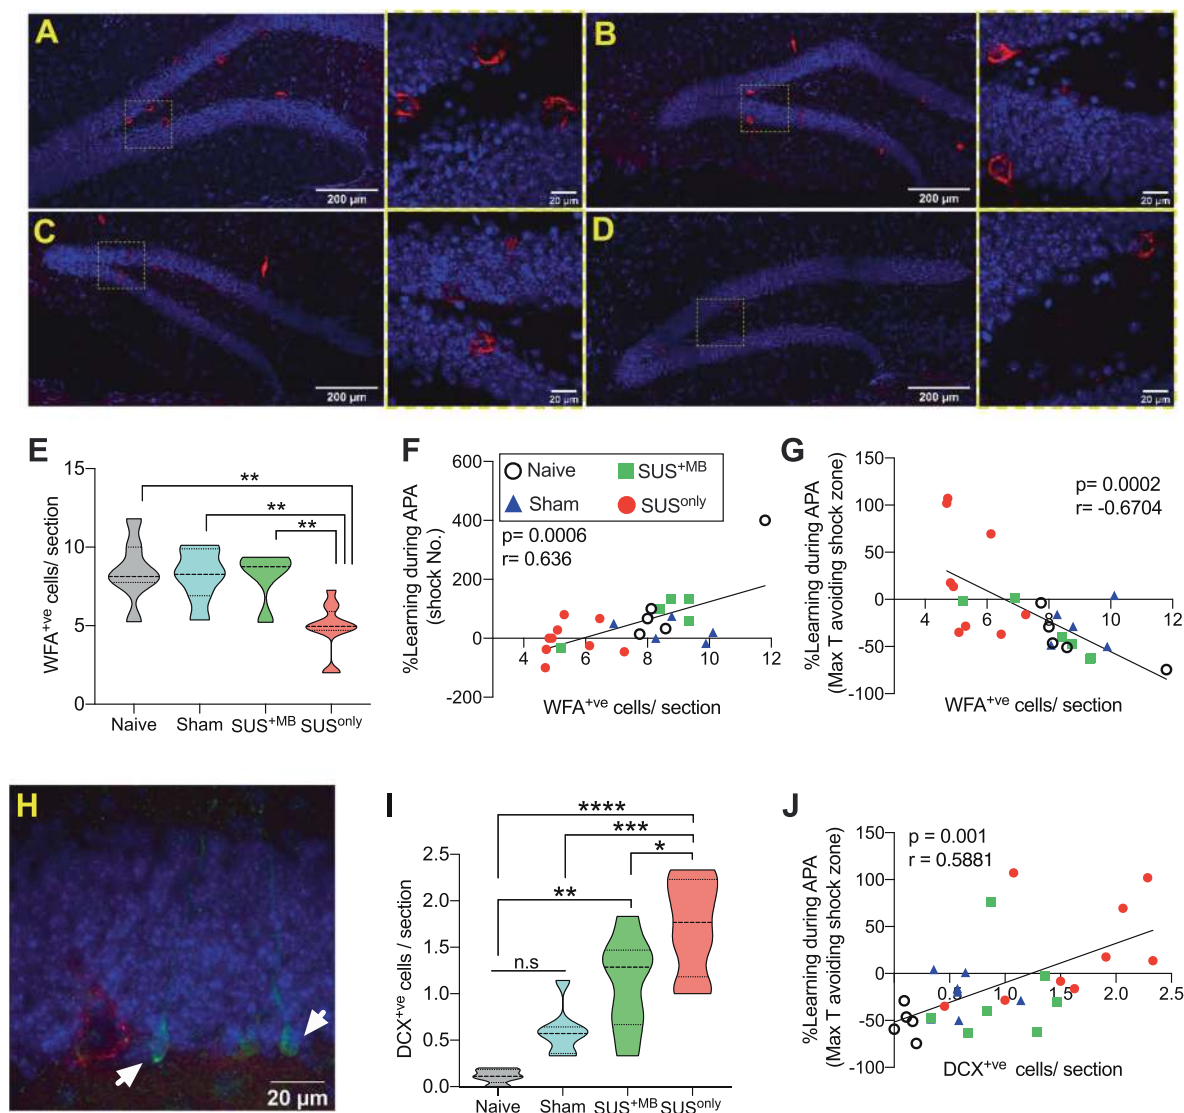 A
200 µm
20 µm
B
200 µm
20 µm
C
200 µm
20 µm
D
200 µm
20 µm
E
WFA+ve cells/ section
15
10
5
0
**
**
**
Naive
Sham
SUS+MB
SUSonly
F
%Learning during APA
(shock No.)
600
400
200
0
-200
Naive
SUS+MB
Sham
SUSonly
p= 0.0006
r= 0.636
4
6
8
10
12
WFA+ve cells/ section
G
%Learning during APA
(Max T avoiding shock zone)
150
100
50
0
-50
-100
p= 0.0002
r= -0.6704
4
6
8
10
12
WFA+ve cells/ section
H
20 µm
I
DCX+ve cells / section
2.5
2.0
1.5
1.0
0.5
0.0
****
***
*
**
n.s
Naive
Sham
SUS+MB
SUSonly
J
%Learning during APA
(Max T avoiding shock zone)
150
100
50
0
-50
-100
p = 0.001
r = 0.5881
0.5
1.0
1.5
2.0
2.5
DCX+ve cells/ section